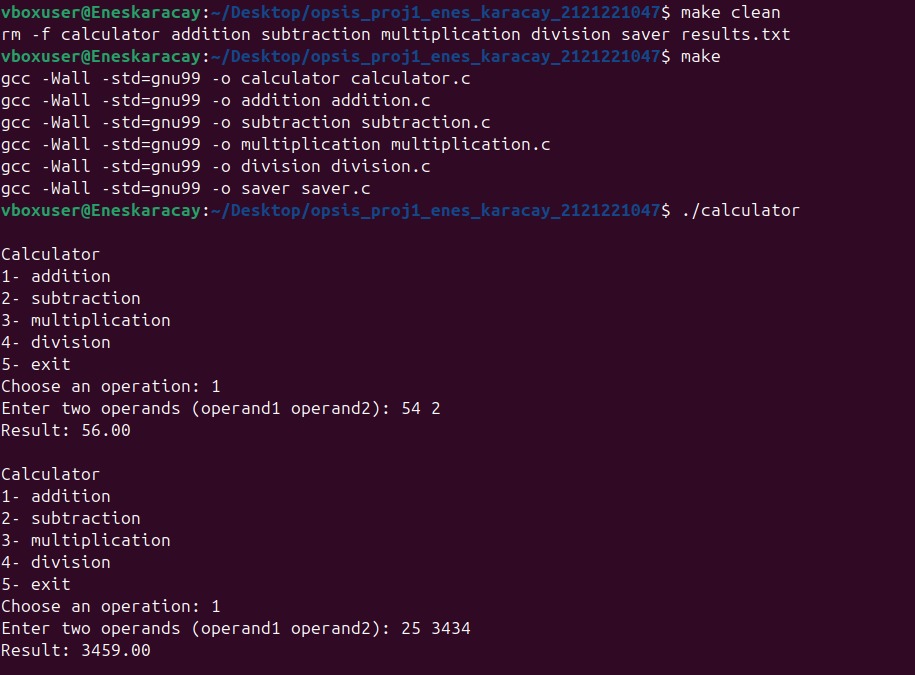 vboxuser@Eneskaracay:~/Desktop/opsis_proj1_enes_karacay_2121221047$ make clean
rm -f calculator addition subtraction multiplication division saver results.txt
vboxuser@Eneskaracay:~/Desktop/opsis_proj1_enes_karacay_2121221047$ make
gcc -Wall -std=gnu99 -o calculator calculator.c
gcc -Wall -std=gnu99 -o addition addition.c
gcc -Wall -std=gnu99 -o subtraction subtraction.c
gcc -Wall -std=gnu99 -o multiplication multiplication.c
gcc -Wall -std=gnu99 -o division division.c
gcc -Wall -std=gnu99 -o saver saver.c
vboxuser@Eneskaracay:~/Desktop/opsis_proj1_enes_karacay_2121221047$ ./calculator

Calculator
1- addition
2- subtraction
3- multiplication
4- division
5- exit
Choose an operation: 1
Enter two operands (operand1 operand2): 54 2
Result: 56.00

Calculator
1- addition
2- subtraction
3- multiplication
4- division
5- exit
Choose an operation: 1
Enter two operands (operand1 operand2): 25 3434
Result: 3459.00